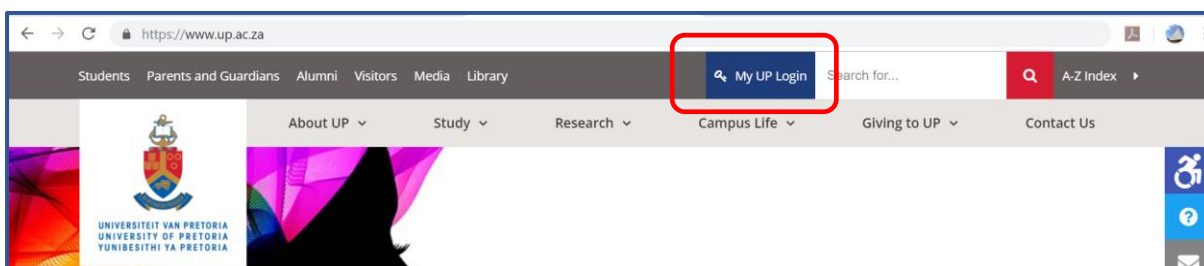 https://www.up.ac.za
Students Parents and Guardians Alumni Visitors Media Library My UP Login Search for... A-Z Index
About UP Study Research Campus Life Giving to UP Contact Us
UNIVERSITEIT VAN PRETORIA
UNIVERSITY OF PRETORIA
YUNIBESITHI YA PRETORIA